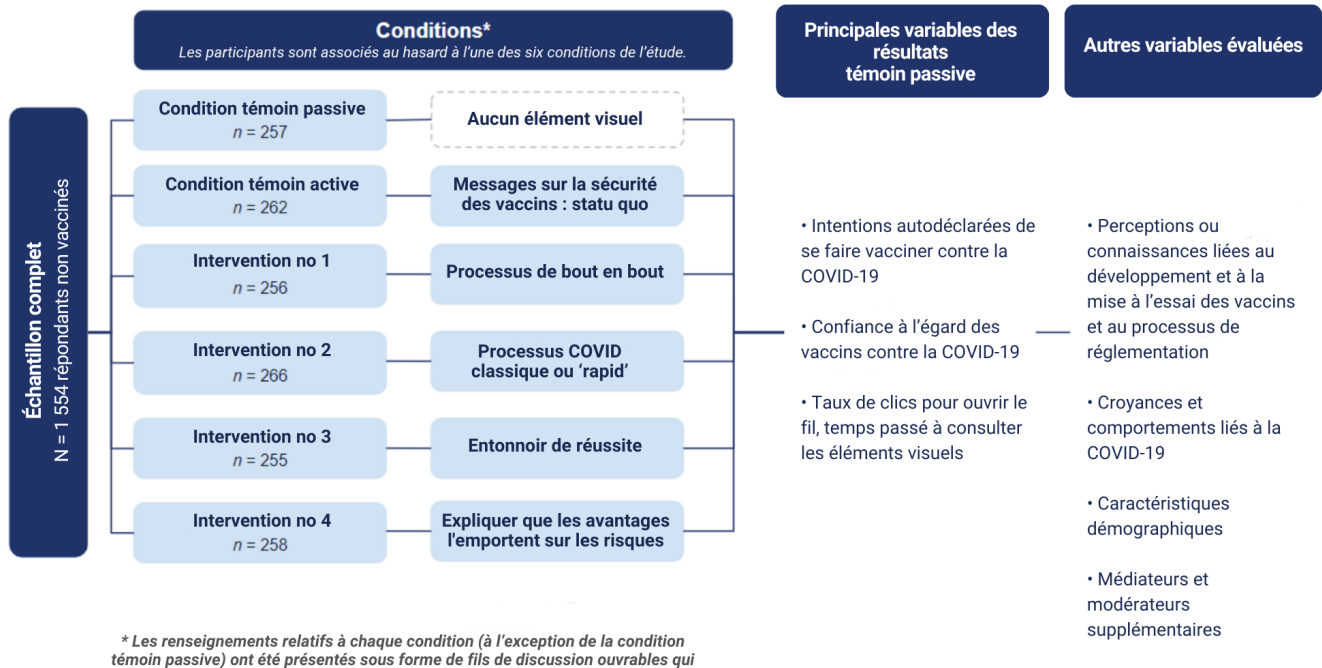 Conditions*
Les participants sont associés au hasard à l'une des six conditions de l'étude.
Principales variables des
résultats
témoin passive
Autres variables évaluées
Échantillon complet
N = 1 554 répondants non vaccinés
Condition témoin passive
n = 257
Aucun élément visuel
Condition témoin active
n = 262
Messages sur la sécurité
des vaccins : statu quo
Intervention no 1
n = 256
Processus de bout en bout
Intervention no 2
n = 266
Processus COVID
classique ou ‘rapid’
Intervention no 3
n = 255
Entonnoir de réussite
Intervention no 4
n = 258
Expliquer que les avantages
l'emportent sur les risques
• Intentions autodéclarées de
se faire vacciner contre la
COVID-19
• Confiance à l’égard des
vaccins contre la COVID-19
• Taux de clics pour ouvrir le
fil, temps passé à consulter
les éléments visuels
• Perceptions ou
connaissances liées au
développement et à la
mise à l’essai des vaccins
et au processus de
réglementation
• Croyances et
comportements liés à la
COVID-19
• Caractéristiques
démographiques
• Médiateurs et
modérateurs
supplémentaires
* Les renseignements relatifs à chaque condition (à l’exception de la condition
témoin passive) ont été présentés sous forme de fils de discussion ouvrables qui